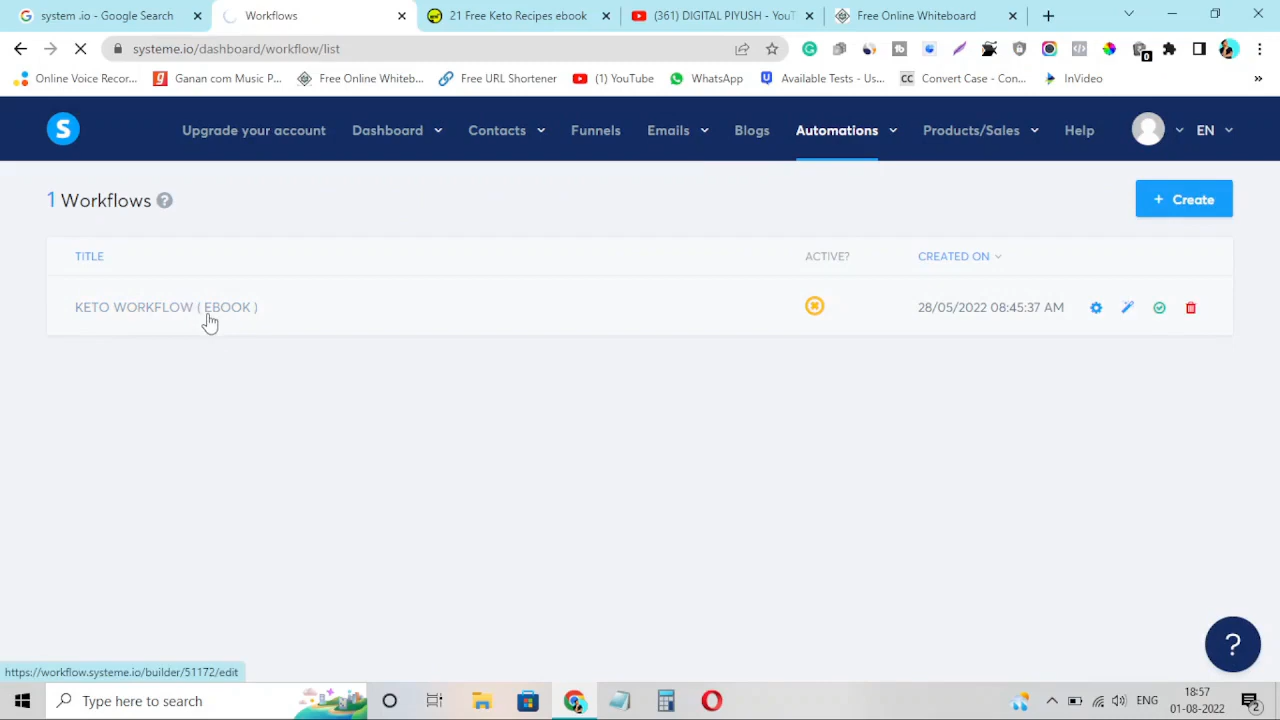 system .io - Google Search
Workflows
21 Free Keto Recipes ebook
(361) DIGITAL PIYUSH - YouT
Free Online Whiteboard
systeme.io/dashboard/workflow/list
Online Voice Recor...
Ganan com Music P...
Free Online Whiteb...
Free URL Shortener
(1) YouTube
WhatsApp
Available Tests - Us...
CC
Convert Case - Con...
InVideo
S
Upgrade your account
Dashboard
Contacts
Funnels
Emails
Blogs
Automations
Products/Sales
Help
EN
1 Workflows ?
+ Create
TITLE
ACTIVE?
CREATED ON
KETO WORKFLOW ( EBOOK )
28/05/2022 08:45:37 AM
?
https://workflow.systeme.io/builder/51172/edit
Type here to search
ENG
18:57
01-08-2022
2